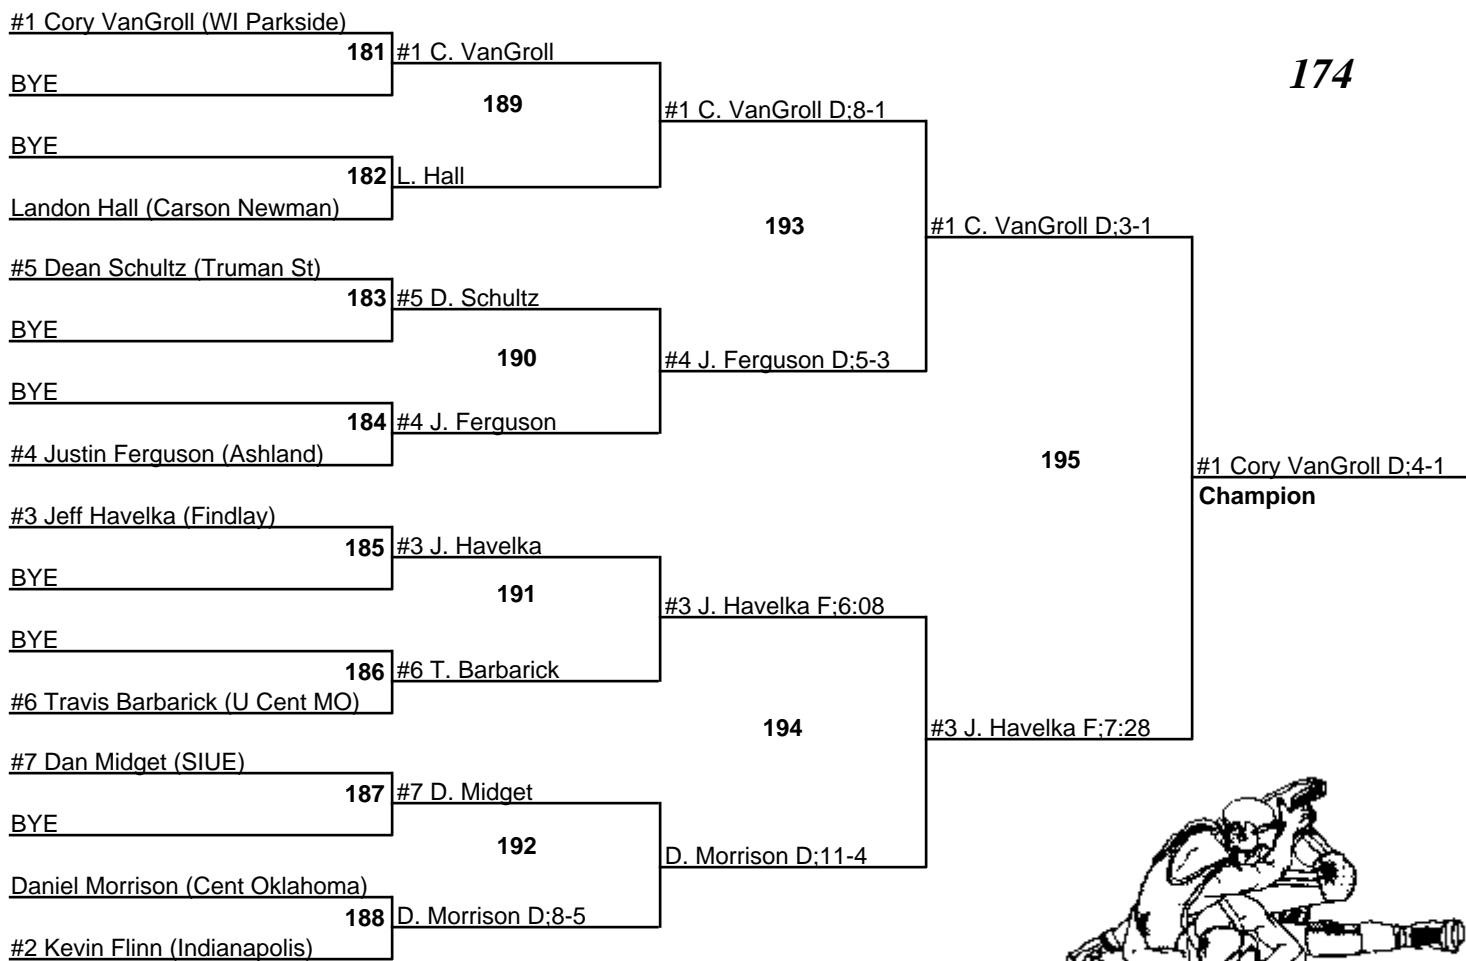 #1 Cory VanGroll (WI Parkside)
181 #1 C. VanGroll
174
BYE
189
#1 C. VanGroll D;8-1
BYE
182 L. Hall
Landon Hall (Carson Newman)
193
#1 C. VanGroll D;3-1
#5 Dean Schultz (Truman St)
183 #5 D. Schultz
BYE
190
#4 J. Ferguson D;5-3
BYE
184 #4 J. Ferguson
#4 Justin Ferguson (Ashland)
195
#1 Cory VanGroll D;4-1
Champion
#3 Jeff Havelka (Findlay)
185 #3 J. Havelka
BYE
191
#3 J. Havelka F;6:08
BYE
186 #6 T. Barbarick
#6 Travis Barbarick (U Cent MO)
194
#3 J. Havelka F;7:28
#7 Dan Midget (SIUE)
187 #7 D. Midget
BYE
192
D. Morrison D;11-4
Daniel Morrison (Cent Oklahoma)
188 D. Morrison D;8-5
#2 Kevin Flinn (Indianapolis)